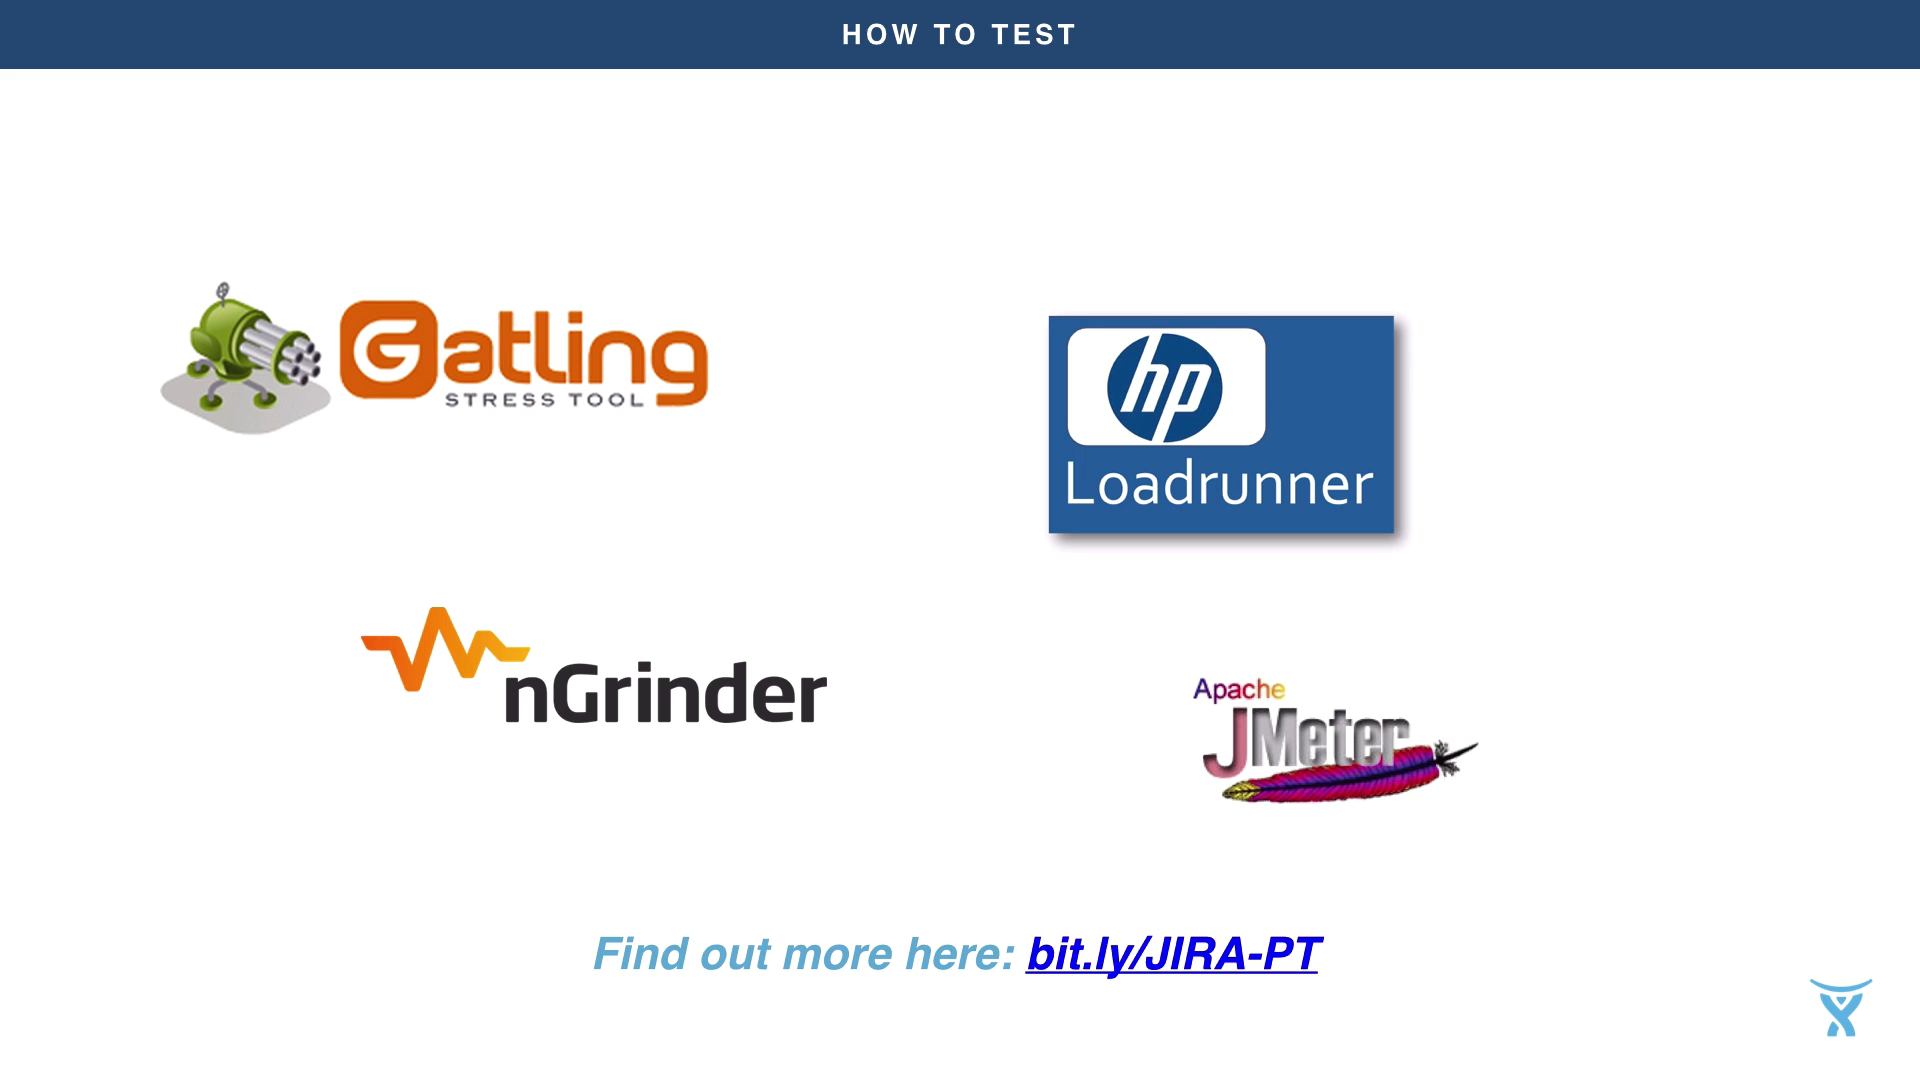 HOW TO TEST
Gatling
STRESS TOOL
hp
Loadrunner
nGrinder
Apache
JMeter
Find out more here: bit.ly/JIRA-PT